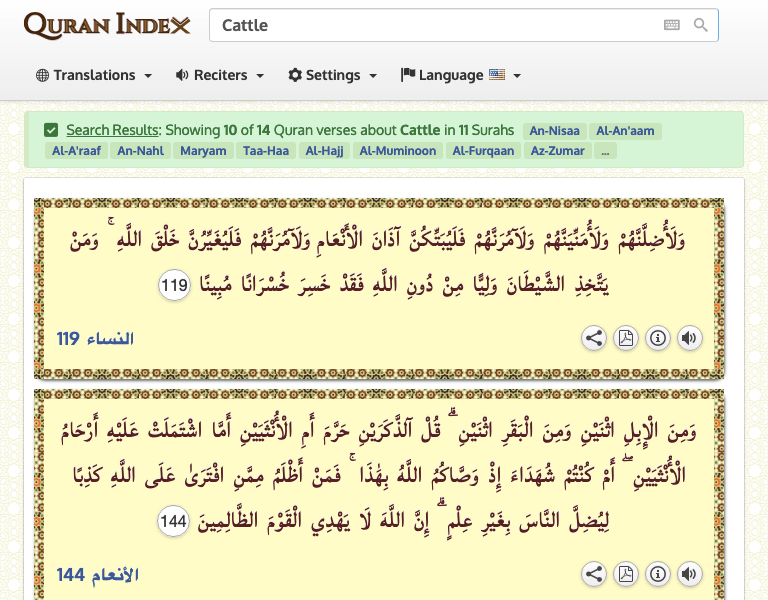 QURAN INDEX
Cattle
Translations Reciters Settings Language
Search Results: Showing 10 of 14 Quran verses about Cattle in 11 Surahs An-Nisaa Al-An'aam
Al-A'raaf An-Nahl Maryam Taa-Haa Al-Hajj Al-Muminoon Al-Furqaan Az-Zumar ...
وَلَأُضِلَّنَّهُمْ وَلَأُمَنِّيَنَّهُمْ وَلَآمُرَنَّهُمْ فَلَيُبَتِّكُنَّ آذَانَ الْأَنْعَامِ وَلَآمُرَنَّهُمْ فَلَيُغَيِّرُنَّ خَلْقَ اللَّهِ ۚ وَمَنْ
يَتَّخِذِ الشَّيْطَانَ وَلِيًّا مِنْ دُونِ اللَّهِ فَقَدْ خَسِرَ خُسْرَانًا مُبِينًا 119
النساء 119
وَمِنَ الْإِبِلِ اثْنَيْنِ وَمِنَ الْبَقَرِ اثْنَيْنِ ۗ قُلْ آلذَّكَرَيْنِ حَرَّمَ أَمِ الْأُنْثَيَيْنِ أَمَّا اشْتَمَلَتْ عَلَيْهِ أَرْحَامُ
الْأُنْثَيَيْنِ ۖ أَمْ كُنْتُمْ شُهَدَاءَ إِذْ وَصَّاكُمُ اللَّهُ بِهَٰذَا ۚ فَمَنْ أَظْلَمُ مِمَّنِ افْتَرَىٰ عَلَى اللَّهِ كَذِبًا
لِيُضِلَّ النَّاسَ بِغَيْرِ عِلْمٍ ۗ إِنَّ اللَّهَ لَا يَهْدِي الْقَوْمَ الظَّالِمِينَ 144
الأنعام 144